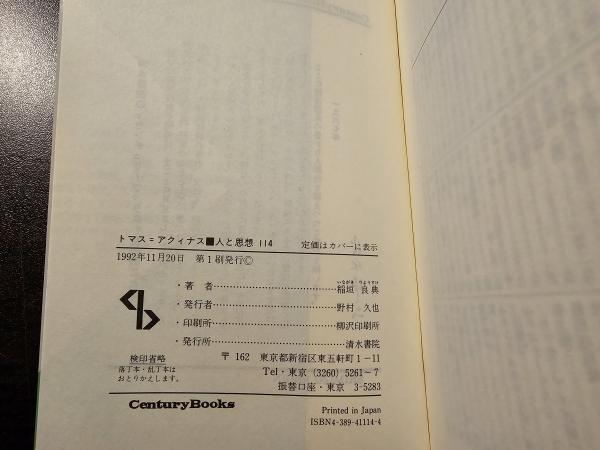 トマス＝アクィナス■人と思想 114 定価はカバーに表示
1992年11月20日 第1刷発行Ⓒ
いながき りょうすけ
・著 者……………………稲垣 良典
・発行者……………………野村 久也
・印刷所……………………柳沢印刷所
・発行所……………………清水書院
検印省略
落丁本・乱丁本は
おとりかえします。
〒162 東京都新宿区東五軒町1-11
Tel・東京 (3260) 5261～7
振替口座・東京 3-5283
CenturyBooks
Printed in Japan
ISBN4-389-41114-4